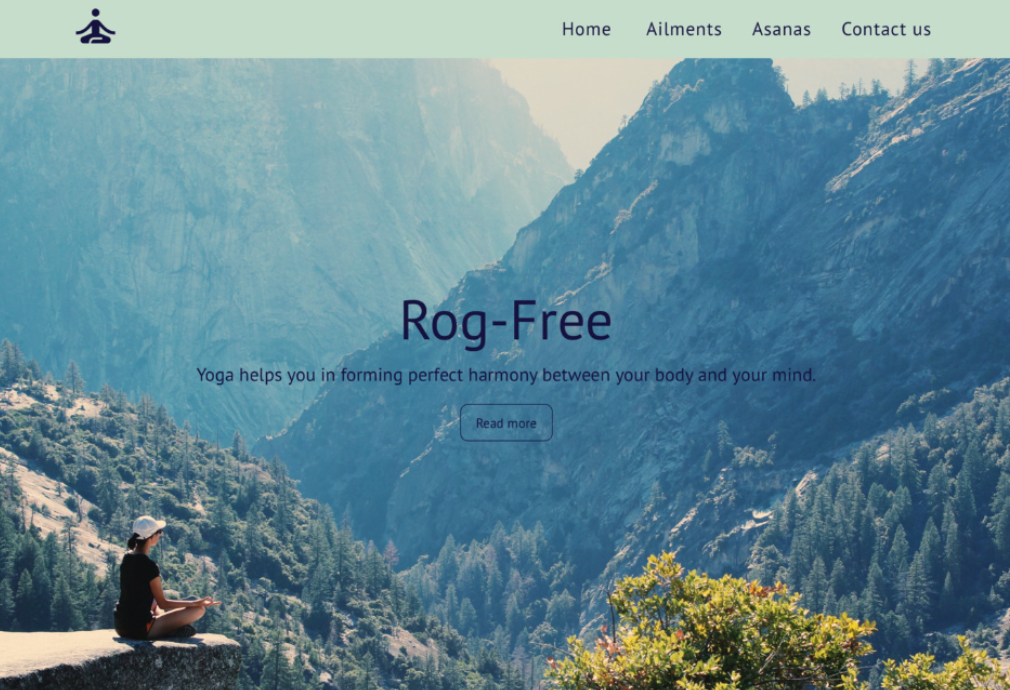 Home Ailments Asanas Contact us
Rog-Free
Yoga helps you in forming perfect harmony between your body and your mind.
Read more